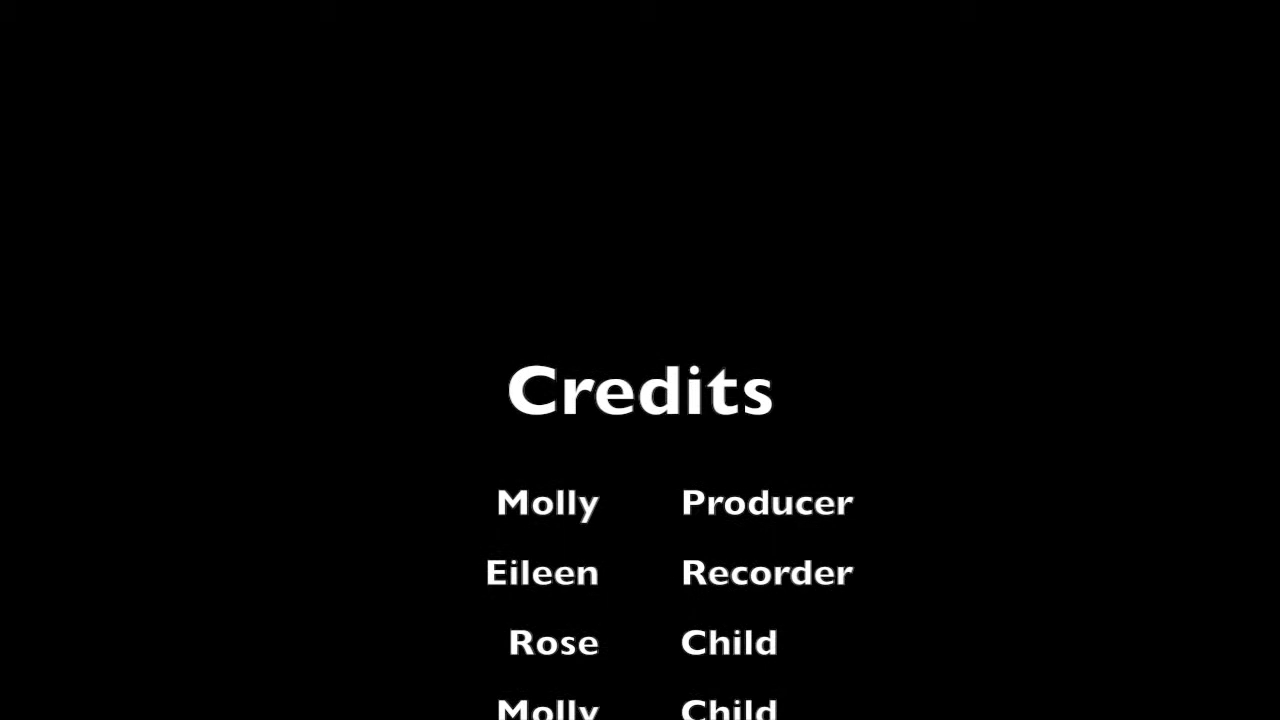 Credits
Molly Producer
Eileen Recorder
Rose Child
Molly Child